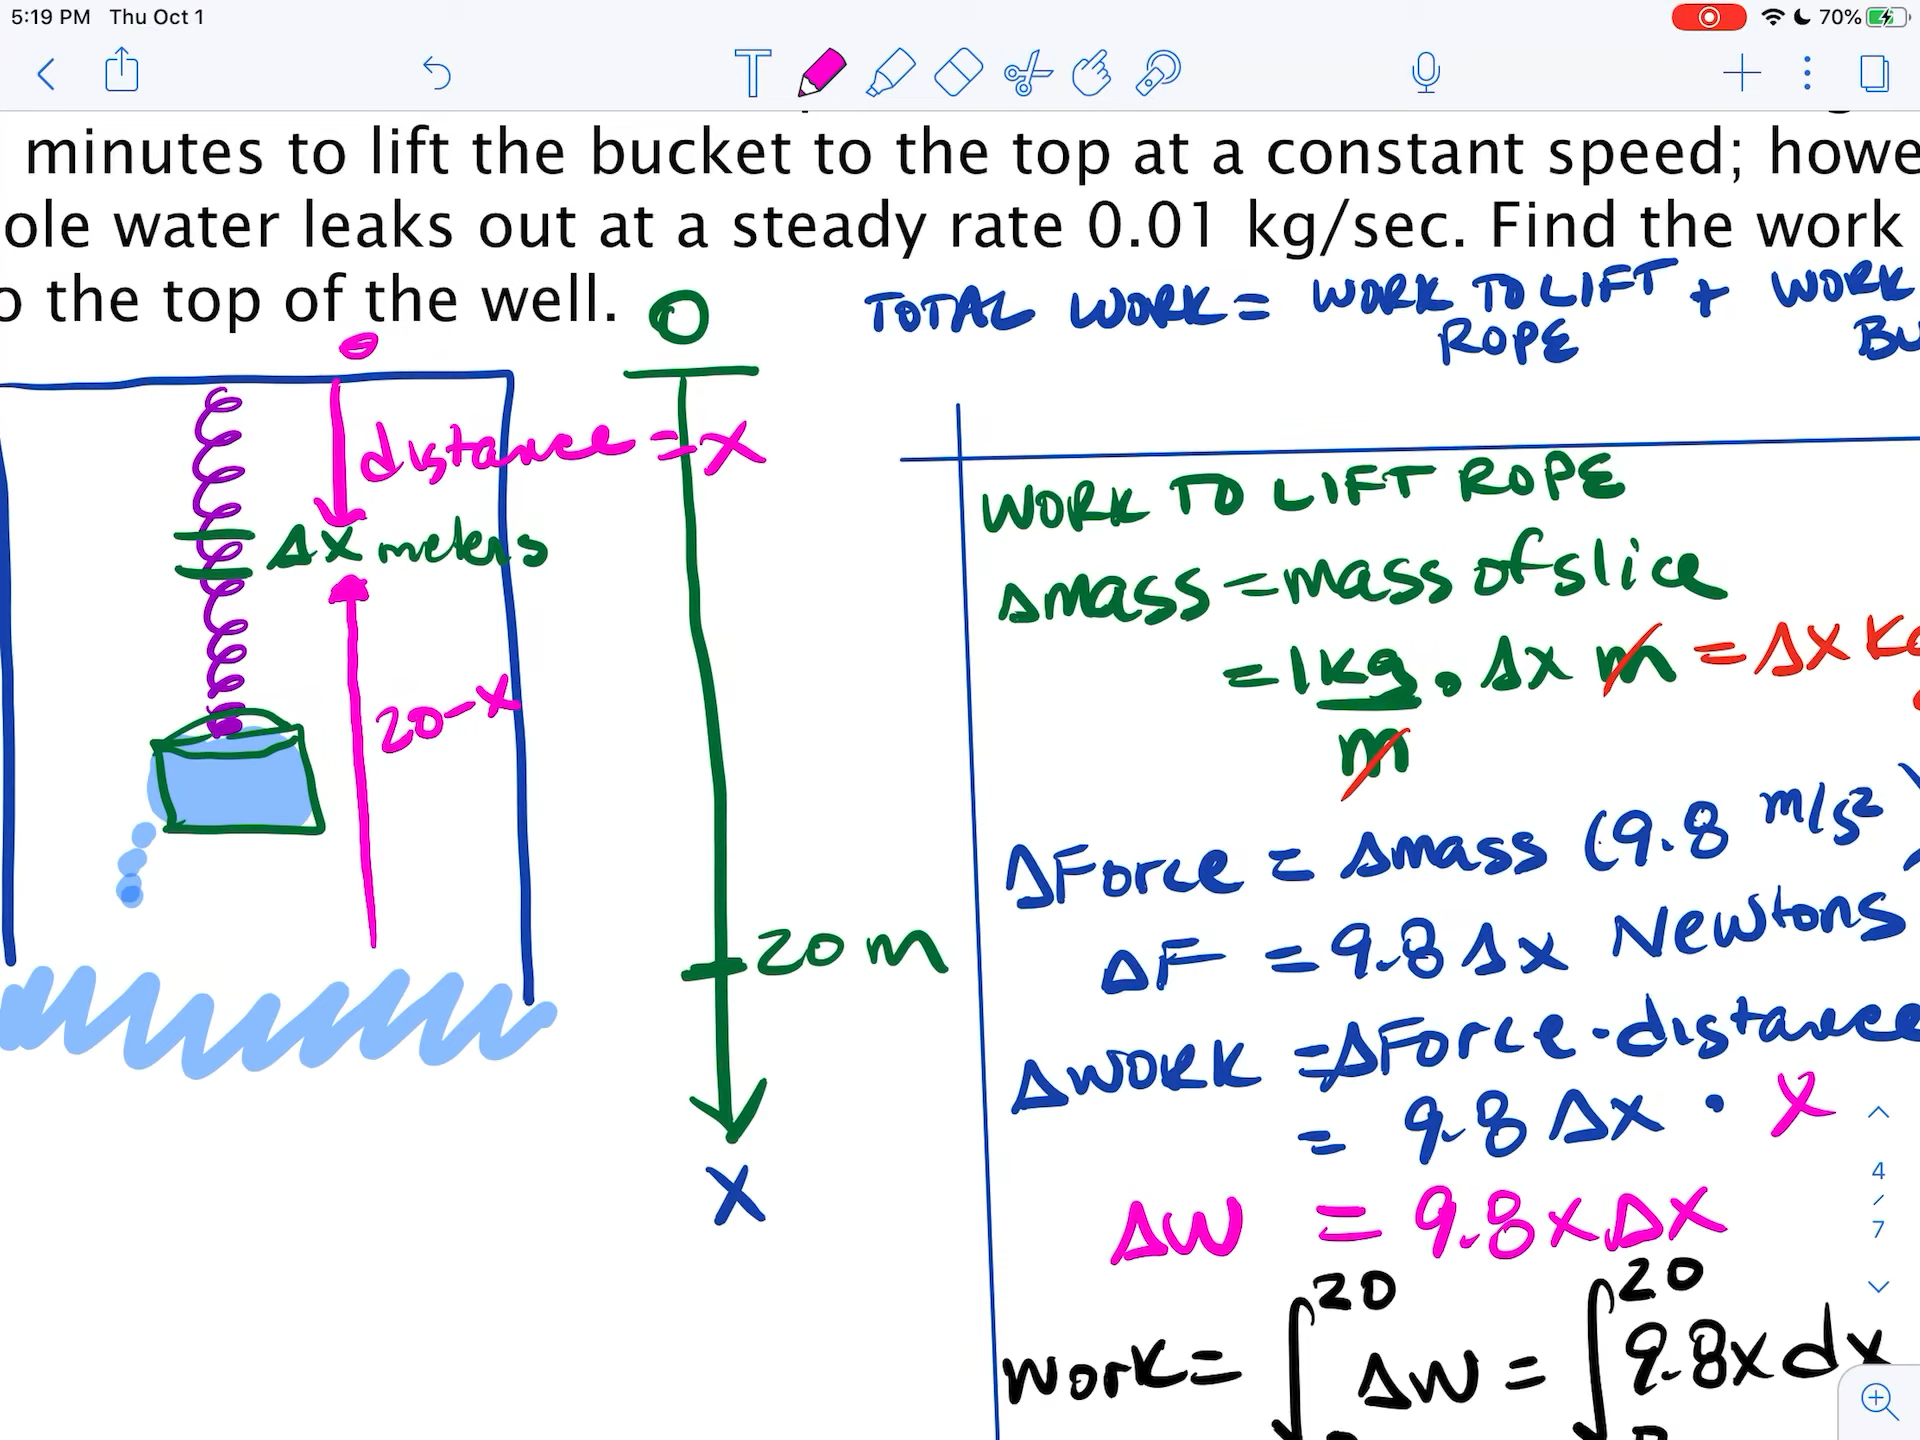 5:19 PM Thu Oct 1
70%
minutes to lift the bucket to the top at a constant speed; howe
ole water leaks out at a steady rate 0.01 kg/sec. Find the work
o the top of the well.
TOTAL WORK = WORK TO LIFT ROPE + WORK BU
0
distance = x
Δx meters
20-x
20 m
x
WORK TO LIFT ROPE
Δmass = mass of slice
= 1 kg/m · Δx m = Δx kg
ΔForce = Δmass (9.8 m/s²)
ΔF = 9.8 Δx Newtons
ΔWORK = ΔForce · distance
= 9.8 Δx · x
ΔW = 9.8xΔx
Work = ∫ 20 ΔW = ∫ 20 9.8x dx
4 / 7